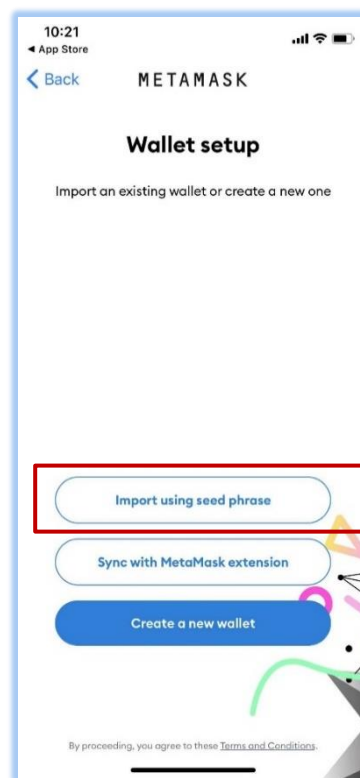 10:21
◀ App Store
Back
METAMASK
Wallet setup
Import an existing wallet or create a new one
Import using seed phrase
Sync with MetaMask extension
Create a new wallet
By proceeding, you agree to these Terms and Conditions.